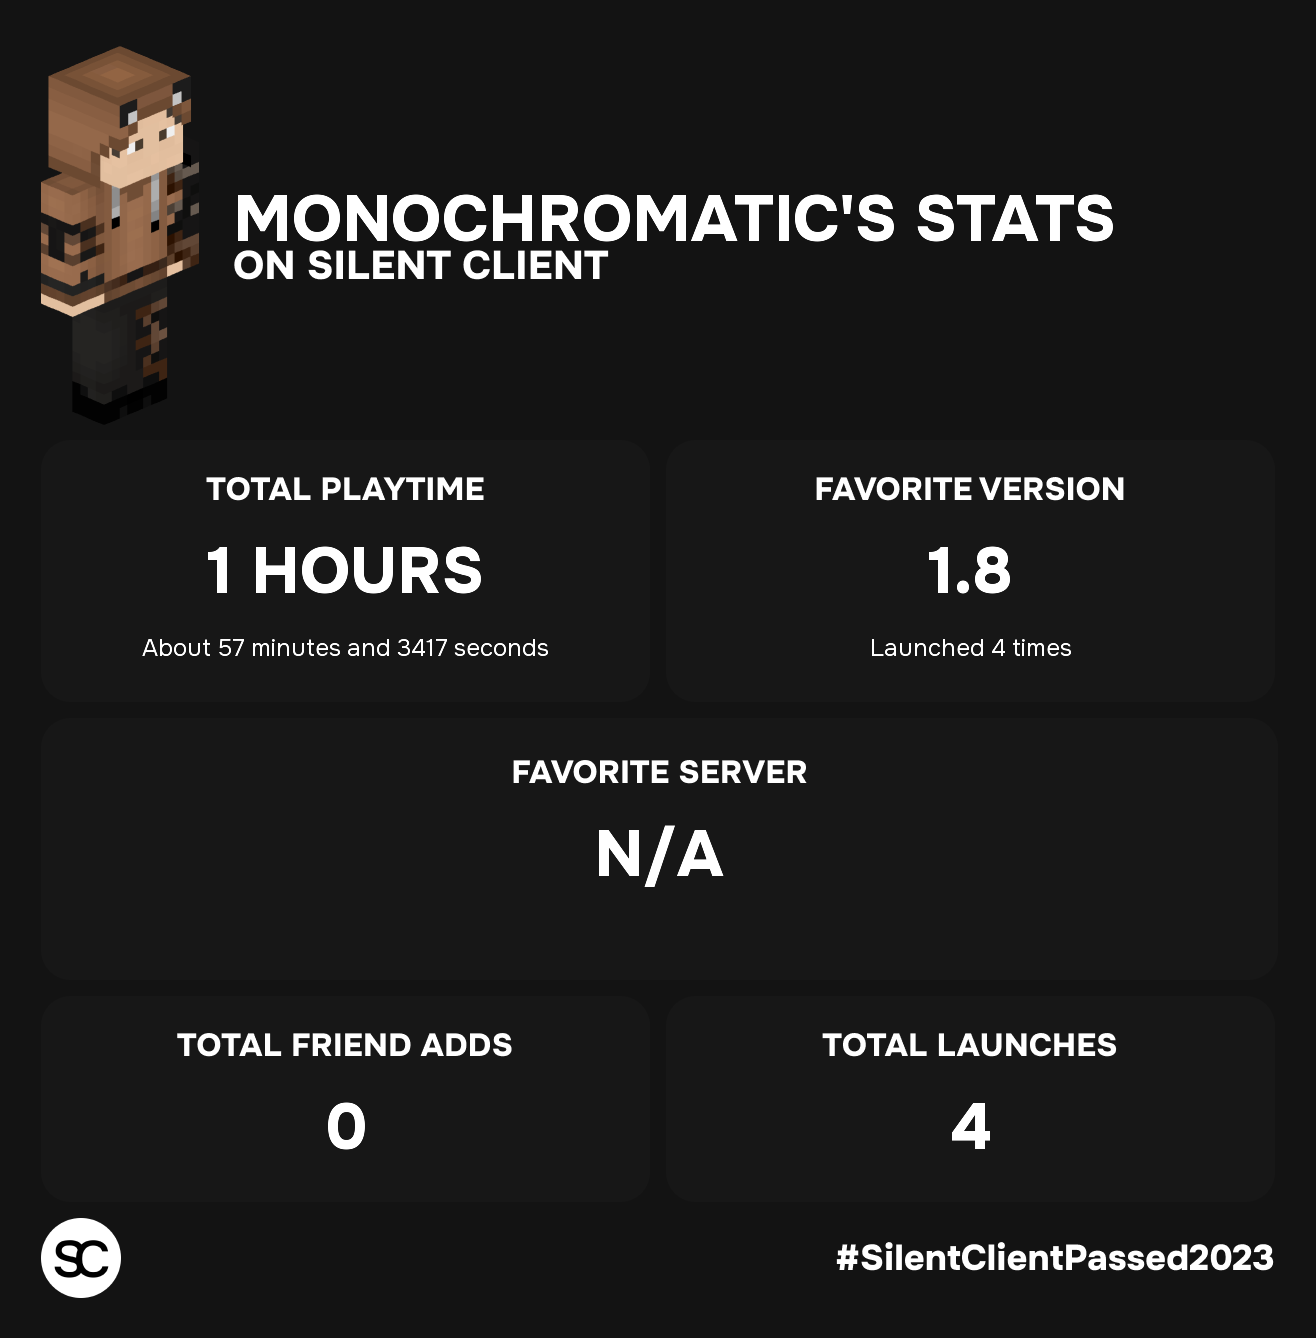 MONOCHROMATIC'S STATS
ON SILENT CLIENT
TOTAL PLAYTIME
1 HOURS
About 57 minutes and 3417 seconds
FAVORITE VERSION
1.8
Launched 4 times
FAVORITE SERVER
N/A
TOTAL FRIEND ADDS
0
TOTAL LAUNCHES
4
SC
#SilentClientPassed2023